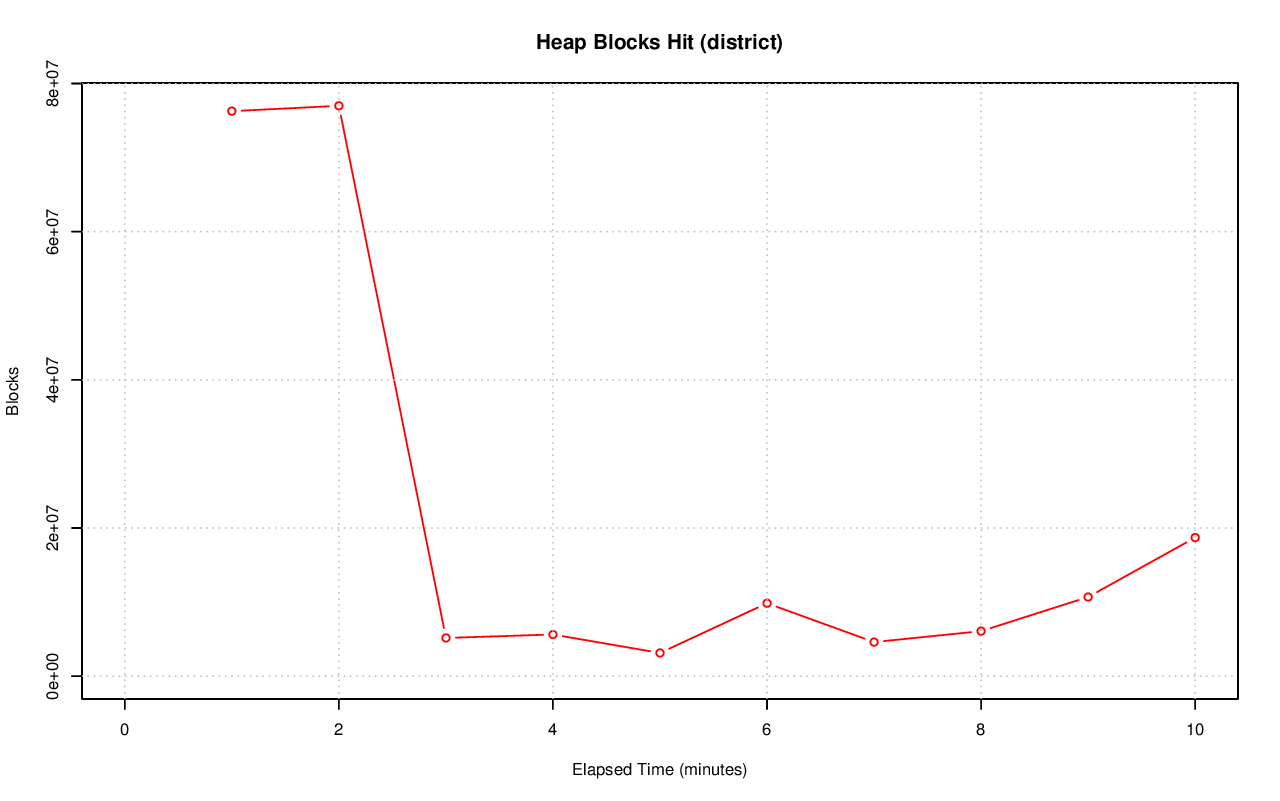 Heap Blocks Hit (district)
8e+07
6e+07
4e+07
2e+07
0e+00
Blocks
0 2 4 6 8 10
Elapsed Time (minutes)